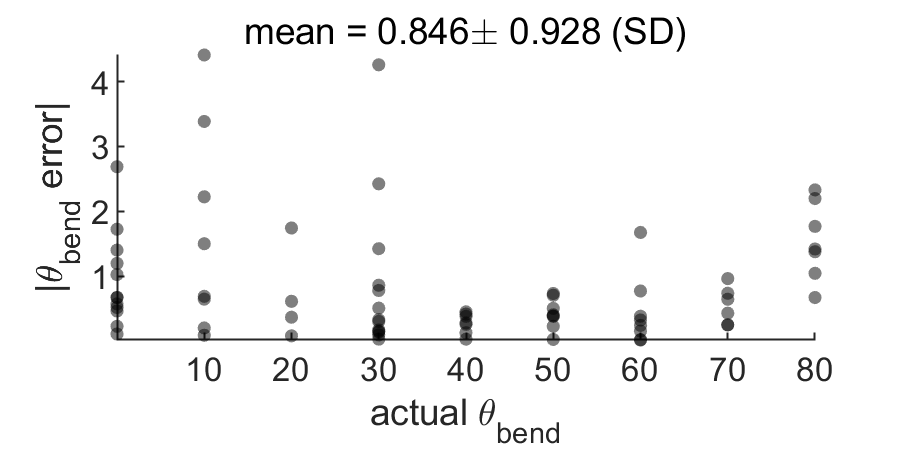 mean = 0.846± 0.928 (SD)
|θbend error|
4
3
2
1
10 20 30 40 50 60 70 80
actual θbend